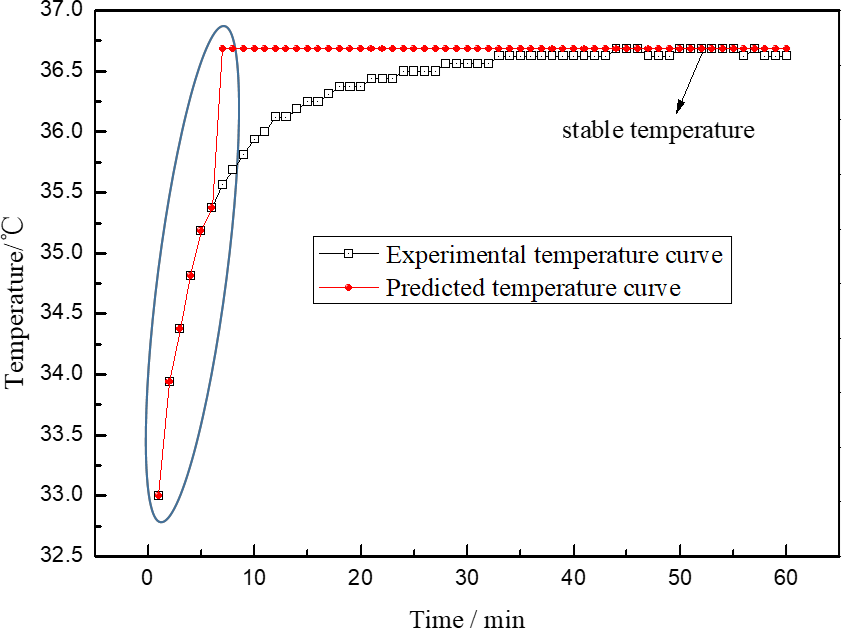 37.0
36.5
36.0
35.5
35.0
34.5
34.0
33.5
33.0
32.5
Temperature/℃
stable temperature
Experimental temperature curve
Predicted temperature curve
0 10 20 30 40 50 60
Time / min